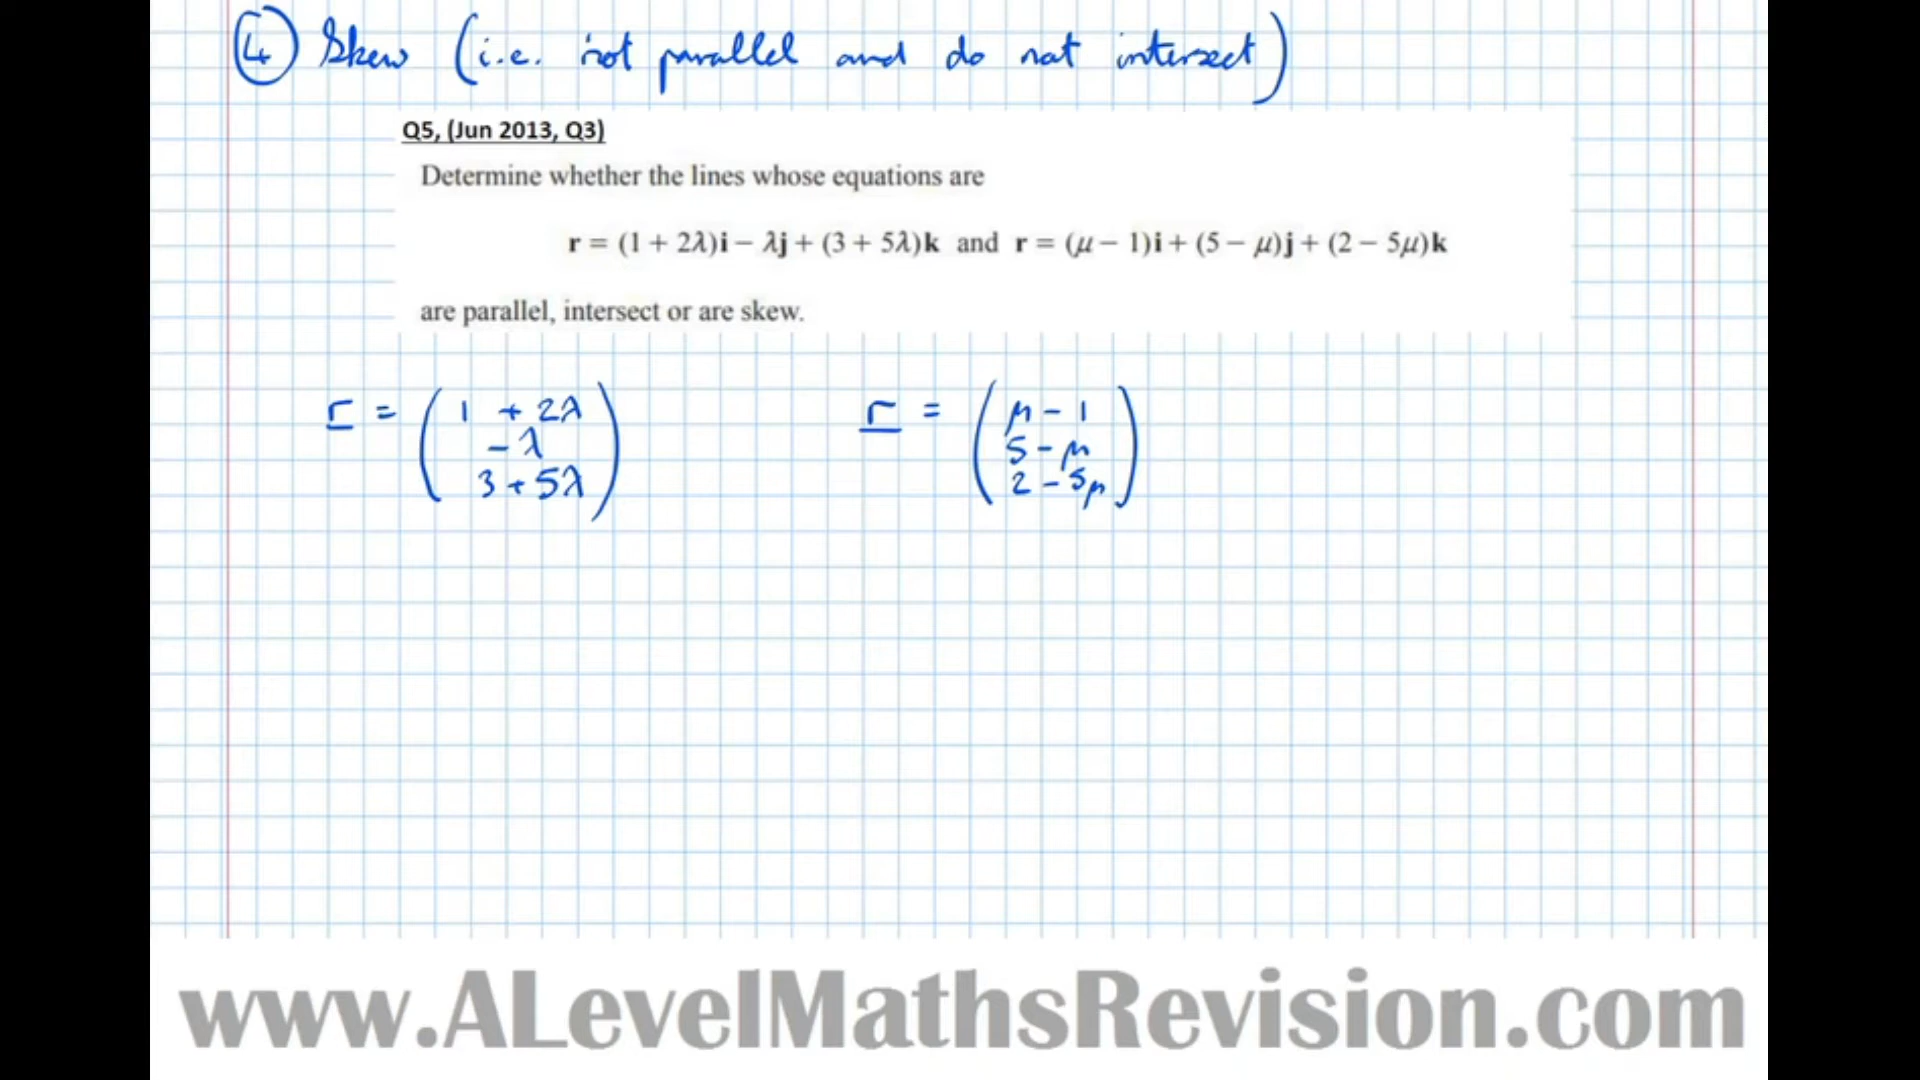 ④ Skew (i.e. not parallel and do not intersect)
Q5, (Jun 2013, Q3)
Determine whether the lines whose equations are
r = (1 + 2λ)i − λj + (3 + 5λ)k and r = (μ − 1)i + (5 − μ)j + (2 − 5μ)k
are parallel, intersect or are skew.
r = (1 + 2λ
- λ
3 + 5λ)
r = (μ - 1
5 - μ
2 - 5μ)
www.ALevelMathsRevision.com